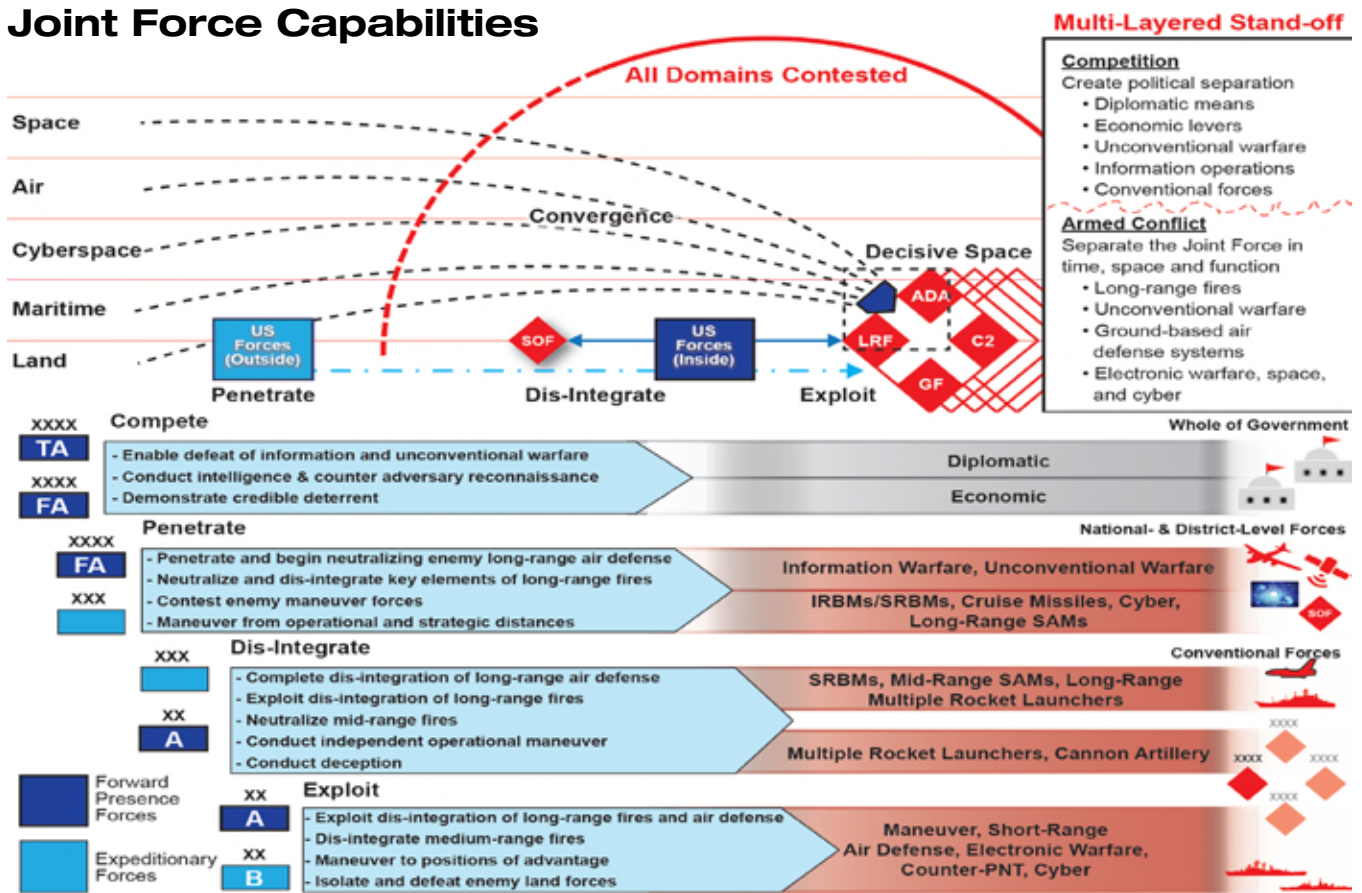 Joint Force Capabilities
Multi-Layered Stand-off
All Domains Contested
Space
Air
Cyberspace
Maritime
Land
Convergence
Decisive Space
US
Forces
(Outside)
SOF
US
Forces
(Inside)
ADA
LRF
C2
GF
Penetrate
Dis-Integrate
Exploit
Competition
Create political separation
• Diplomatic means
• Economic levers
• Unconventional warfare
• Information operations
• Conventional forces
Armed Conflict
Separate the Joint Force in
time, space and function
• Long-range fires
• Unconventional warfare
• Ground-based air
defense systems
• Electronic warfare, space,
and cyber
Compete
Whole of Government
XXXX
TA
XXXX
FA
- Enable defeat of information and unconventional warfare
- Conduct intelligence & counter adversary reconnaissance
- Demonstrate credible deterrent
Diplomatic
Economic
Penetrate
National- & District-Level Forces
XXXX
FA
XXX
- Penetrate and begin neutralizing enemy long-range air defense
- Neutralize and dis-integrate key elements of long-range fires
- Contest enemy maneuver forces
- Maneuver from operational and strategic distances
Information Warfare, Unconventional Warfare
IRBMs/SRBMs, Cruise Missiles, Cyber,
Long-Range SAMs
SOF
Dis-Integrate
Conventional Forces
XXX
XX
A
- Complete dis-integration of long-range air defense
- Exploit dis-integration of long-range fires
- Neutralize mid-range fires
- Conduct independent operational maneuver
- Conduct deception
SRBMs, Mid-Range SAMs, Long-Range
Multiple Rocket Launchers
Multiple Rocket Launchers, Cannon Artillery
XXXX
XXXX
XXXX
XXXX
Exploit
XX
A
XX
B
- Exploit dis-integration of long-range fires and air defense
- Dis-integrate medium-range fires
- Maneuver to positions of advantage
- Isolate and defeat enemy land forces
Maneuver, Short-Range
Air Defense, Electronic Warfare,
Counter-PNT, Cyber
Forward
Presence
Forces
Expeditionary
Forces